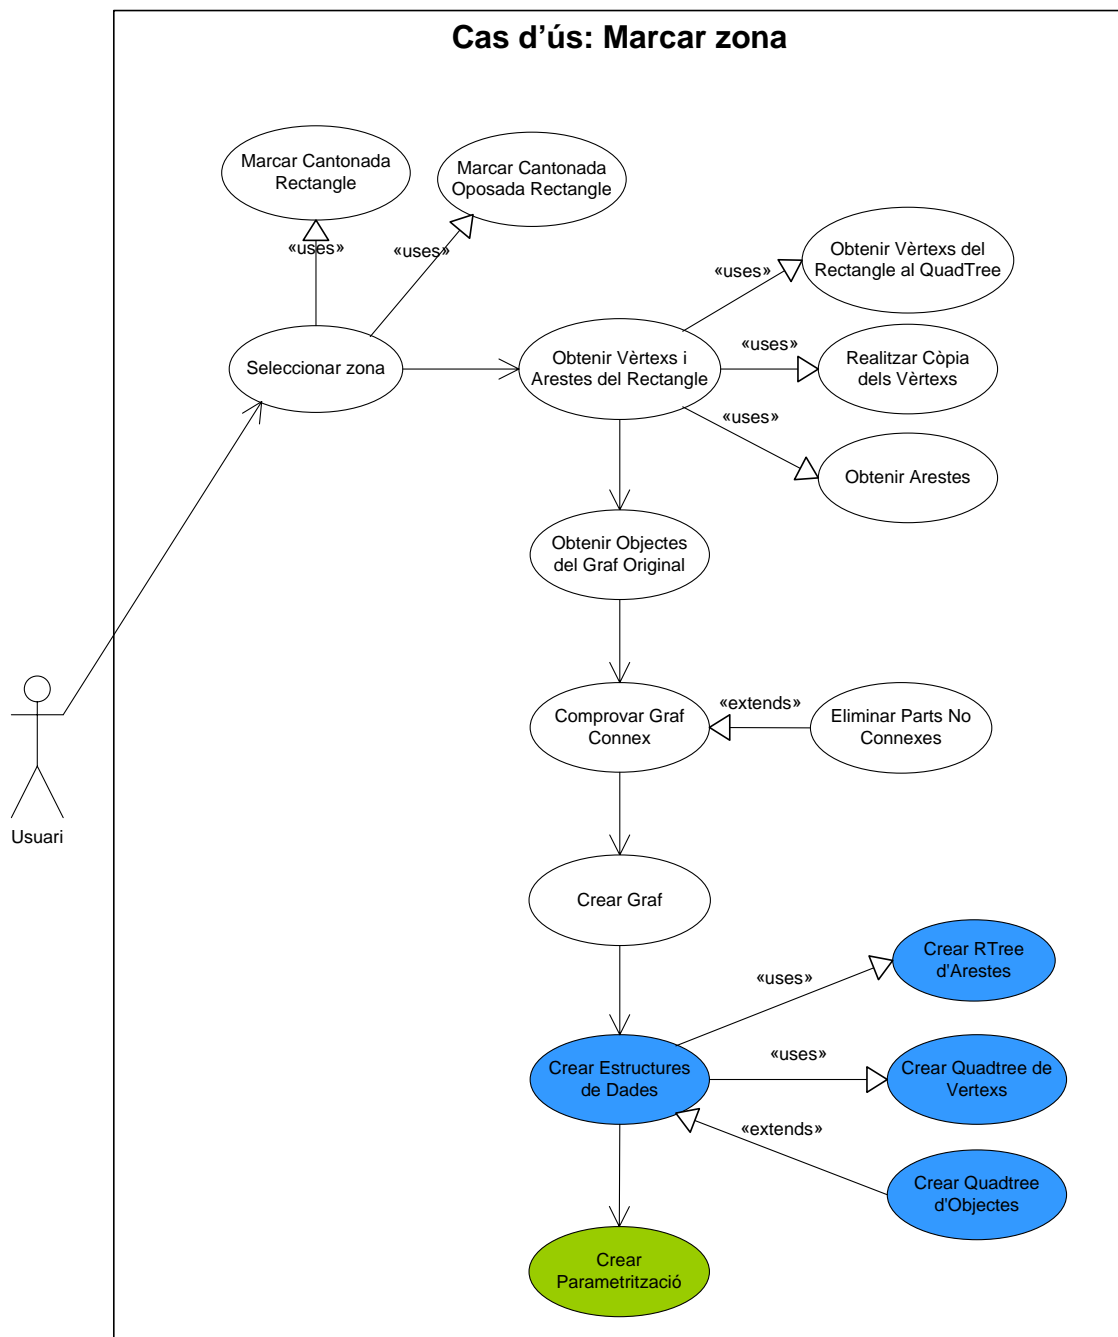 Cas d'ús: Marcar zona
Marcar Cantonada
Rectangle
Marcar Cantonada
Oposada Rectangle
«uses»
«uses»
Obtenir Vèrtexs del
Rectangle al QuadTree
«uses»
Seleccionar zona
Obtenir Vèrtexs i
Arestes del Rectangle
«uses»
Realitzar Còpia
dels Vèrtexs
«uses»
Obtenir Arestes
Obtenir Objectes
del Graf Original
Comprovar Graf
Connex
«extends»
Eliminar Parts No
Connexes
Usuari
Crear Graf
Crear RTree
d'Arestes
«uses»
Crear Estructures
de Dades
«uses»
Crear Quadtree de
Vertexs
«extends»
Crear Quadtree
d'Objectes
Crear
Parametrització